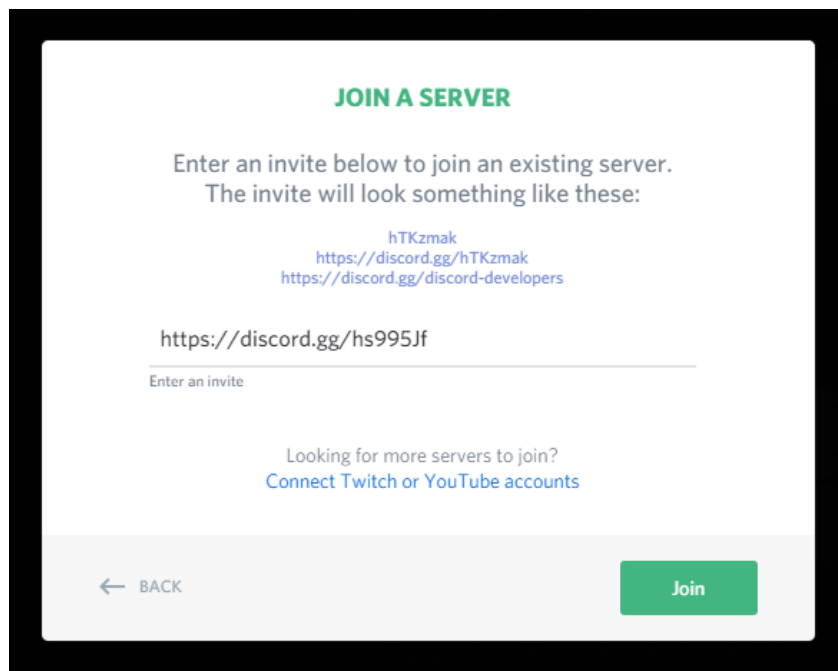 JOIN A SERVER
Enter an invite below to join an existing server.
The invite will look something like these:
hTKzmak
https://discord.gg/hTKzmak
https://discord.gg/discord-developers
https://discord.gg/hs995Jf
Enter an invite
Looking for more servers to join?
Connect Twitch or YouTube accounts
← BACK
Join